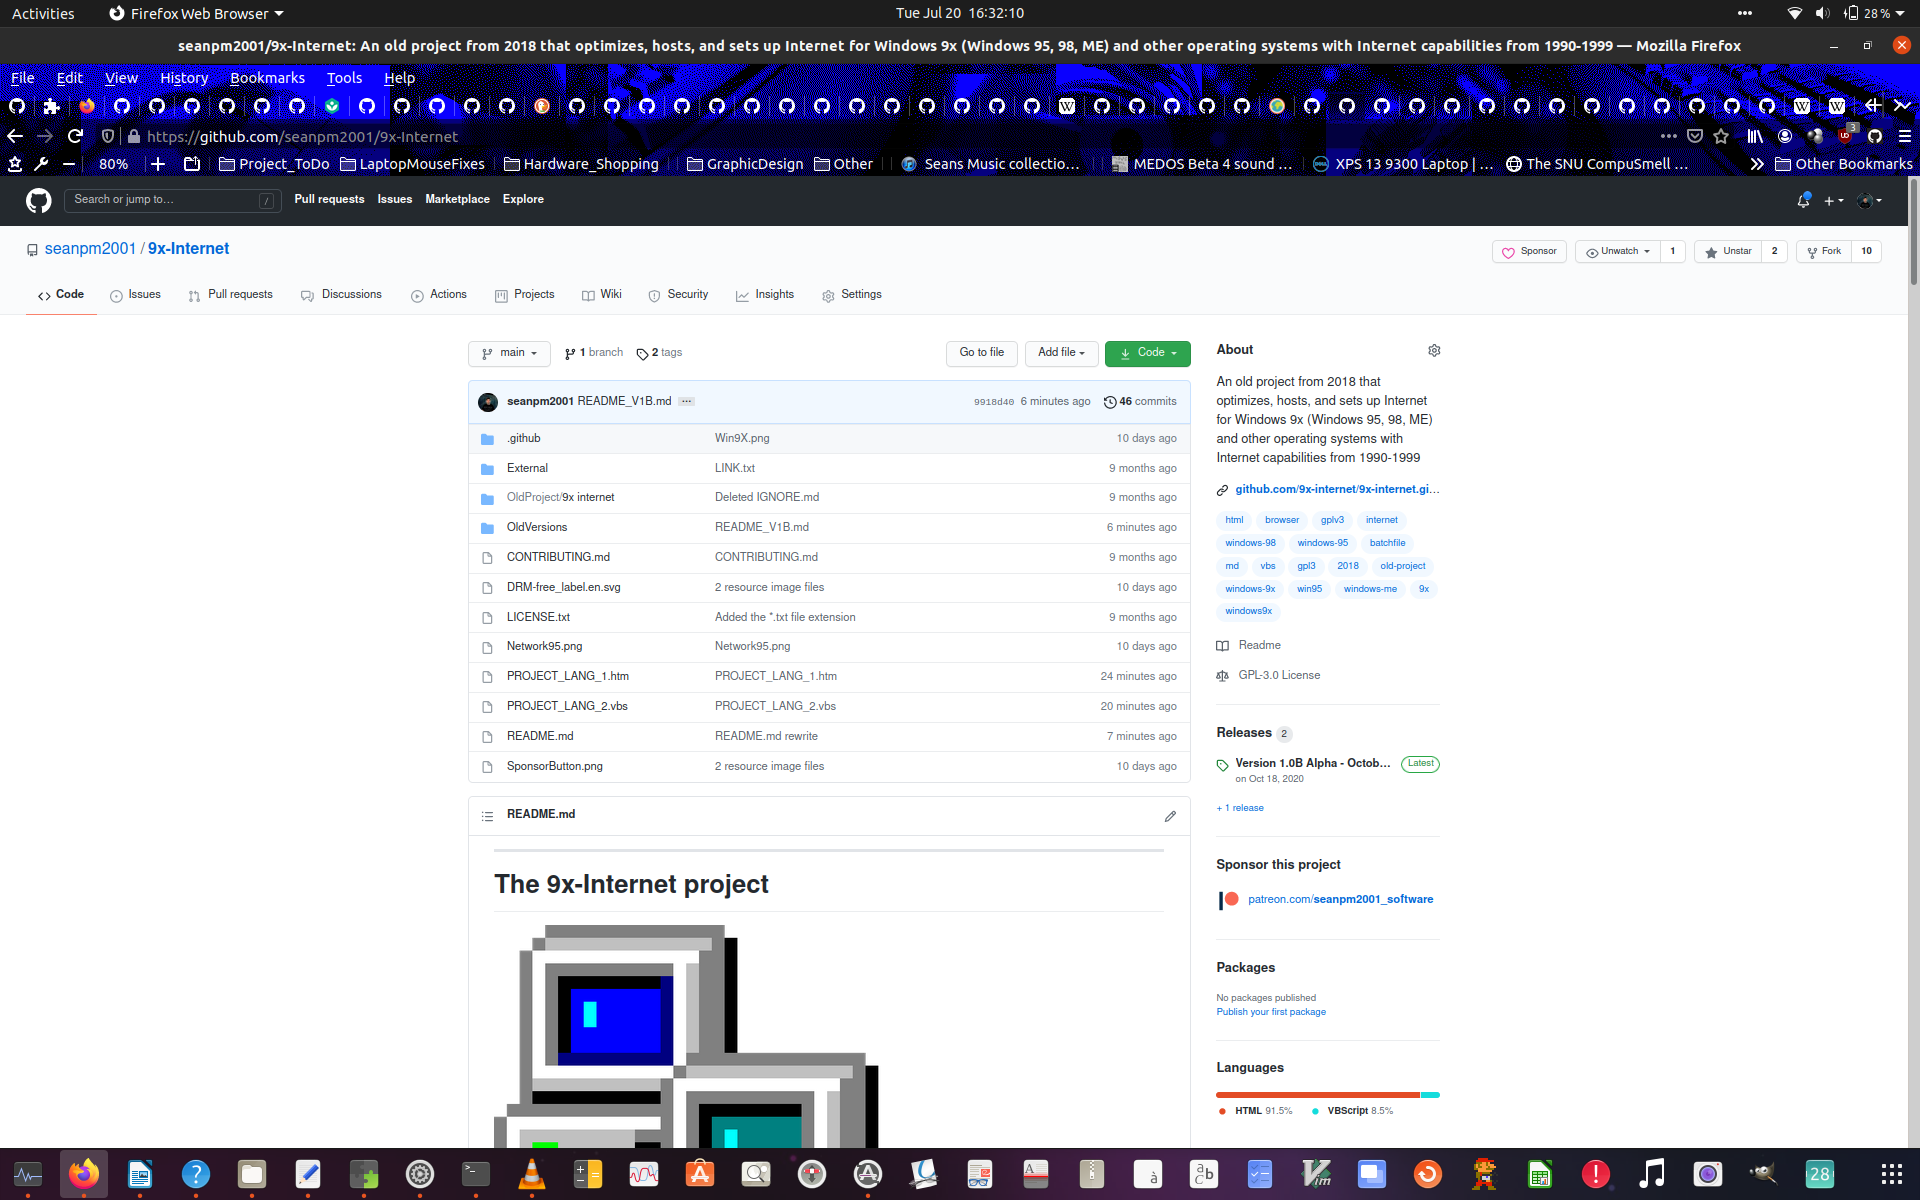 Activities
Firefox Web Browser
Tue Jul 20 16:32:10
28 %
seanpm2001/9x-Internet: An old project from 2018 that optimizes, hosts, and sets up Internet for Windows 9x (Windows 95, 98, ME) and other operating systems with Internet capabilities from 1990-1999 — Mozilla Firefox
File Edit View History Bookmarks Tools Help
https://github.com/seanpm2001/9x-Internet
3
80%
Project_ToDo
LaptopMouseFixes
Hardware_Shopping
GraphicDesign
Other
Seans Music collectio…
MEDOS Beta 4 sound …
XPS 13 9300 Laptop | …
The SNU CompuSmell …
Other Bookmarks
Search or jump to…
/
Pull requests Issues Marketplace Explore
seanpm2001 / 9x-Internet
Sponsor
Unwatch 1
Unstar 2
Fork 10
Code
Issues
Pull requests
Discussions
Actions
Projects
Wiki
Security
Insights
Settings
main
1 branch
2 tags
Go to file
Add file
Code
seanpm2001 README_V1B.md
9918d40 6 minutes ago
46 commits
.github Win9X.png 10 days ago
External LINK.txt 9 months ago
OldProject/9x internet Deleted IGNORE.md 9 months ago
OldVersions README_V1B.md 6 minutes ago
CONTRIBUTING.md CONTRIBUTING.md 9 months ago
DRM-free_label.en.svg 2 resource image files 10 days ago
LICENSE.txt Added the *.txt file extension 9 months ago
Network95.png Network95.png 10 days ago
PROJECT_LANG_1.htm PROJECT_LANG_1.htm 24 minutes ago
PROJECT_LANG_2.vbs PROJECT_LANG_2.vbs 20 minutes ago
README.md README.md rewrite 7 minutes ago
SponsorButton.png 2 resource image files 10 days ago
README.md
The 9x-Internet project
About
An old project from 2018 that
optimizes, hosts, and sets up Internet
for Windows 9x (Windows 95, 98, ME)
and other operating systems with
Internet capabilities from 1990-1999
github.com/9x-internet/9x-internet.gi…
html browser gplv3 internet
windows-98 windows-95 batchfile
md vbs gpl3 2018 old-project
windows-9x win95 windows-me 9x
windows9x
Readme
GPL-3.0 License
Releases 2
Version 1.0B Alpha - Octob… Latest
on Oct 18, 2020
+ 1 release
Sponsor this project
patreon.com/seanpm2001_software
Packages
No packages published
Publish your first package
Languages
HTML 91.5%
VBScript 8.5%
28